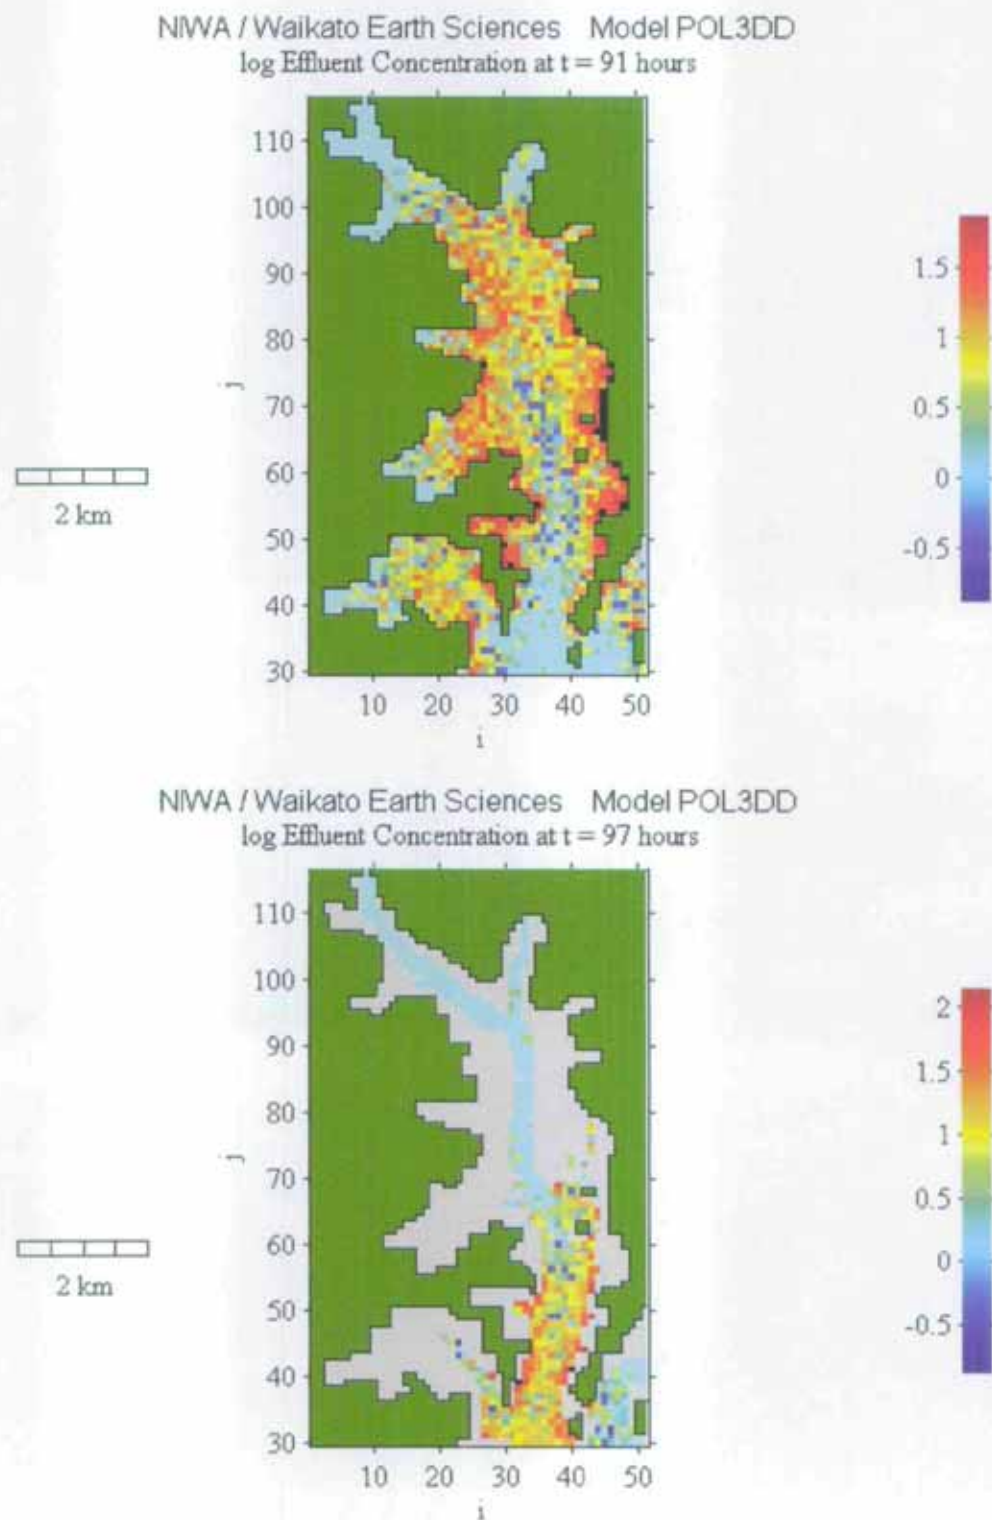 NIWA / Waikato Earth Sciences Model POL3DD
log Effluent Concentration at t = 91 hours
110
100
90
80
70
60
50
40
30
j
10 20 30 40 50
i
2 km
1.5
1
0.5
0
-0.5
NIWA / Waikato Earth Sciences Model POL3DD
log Effluent Concentration at t = 97 hours
110
100
90
80
70
60
50
40
30
j
10 20 30 40 50
i
2 km
2
1.5
1
0.5
0
-0.5